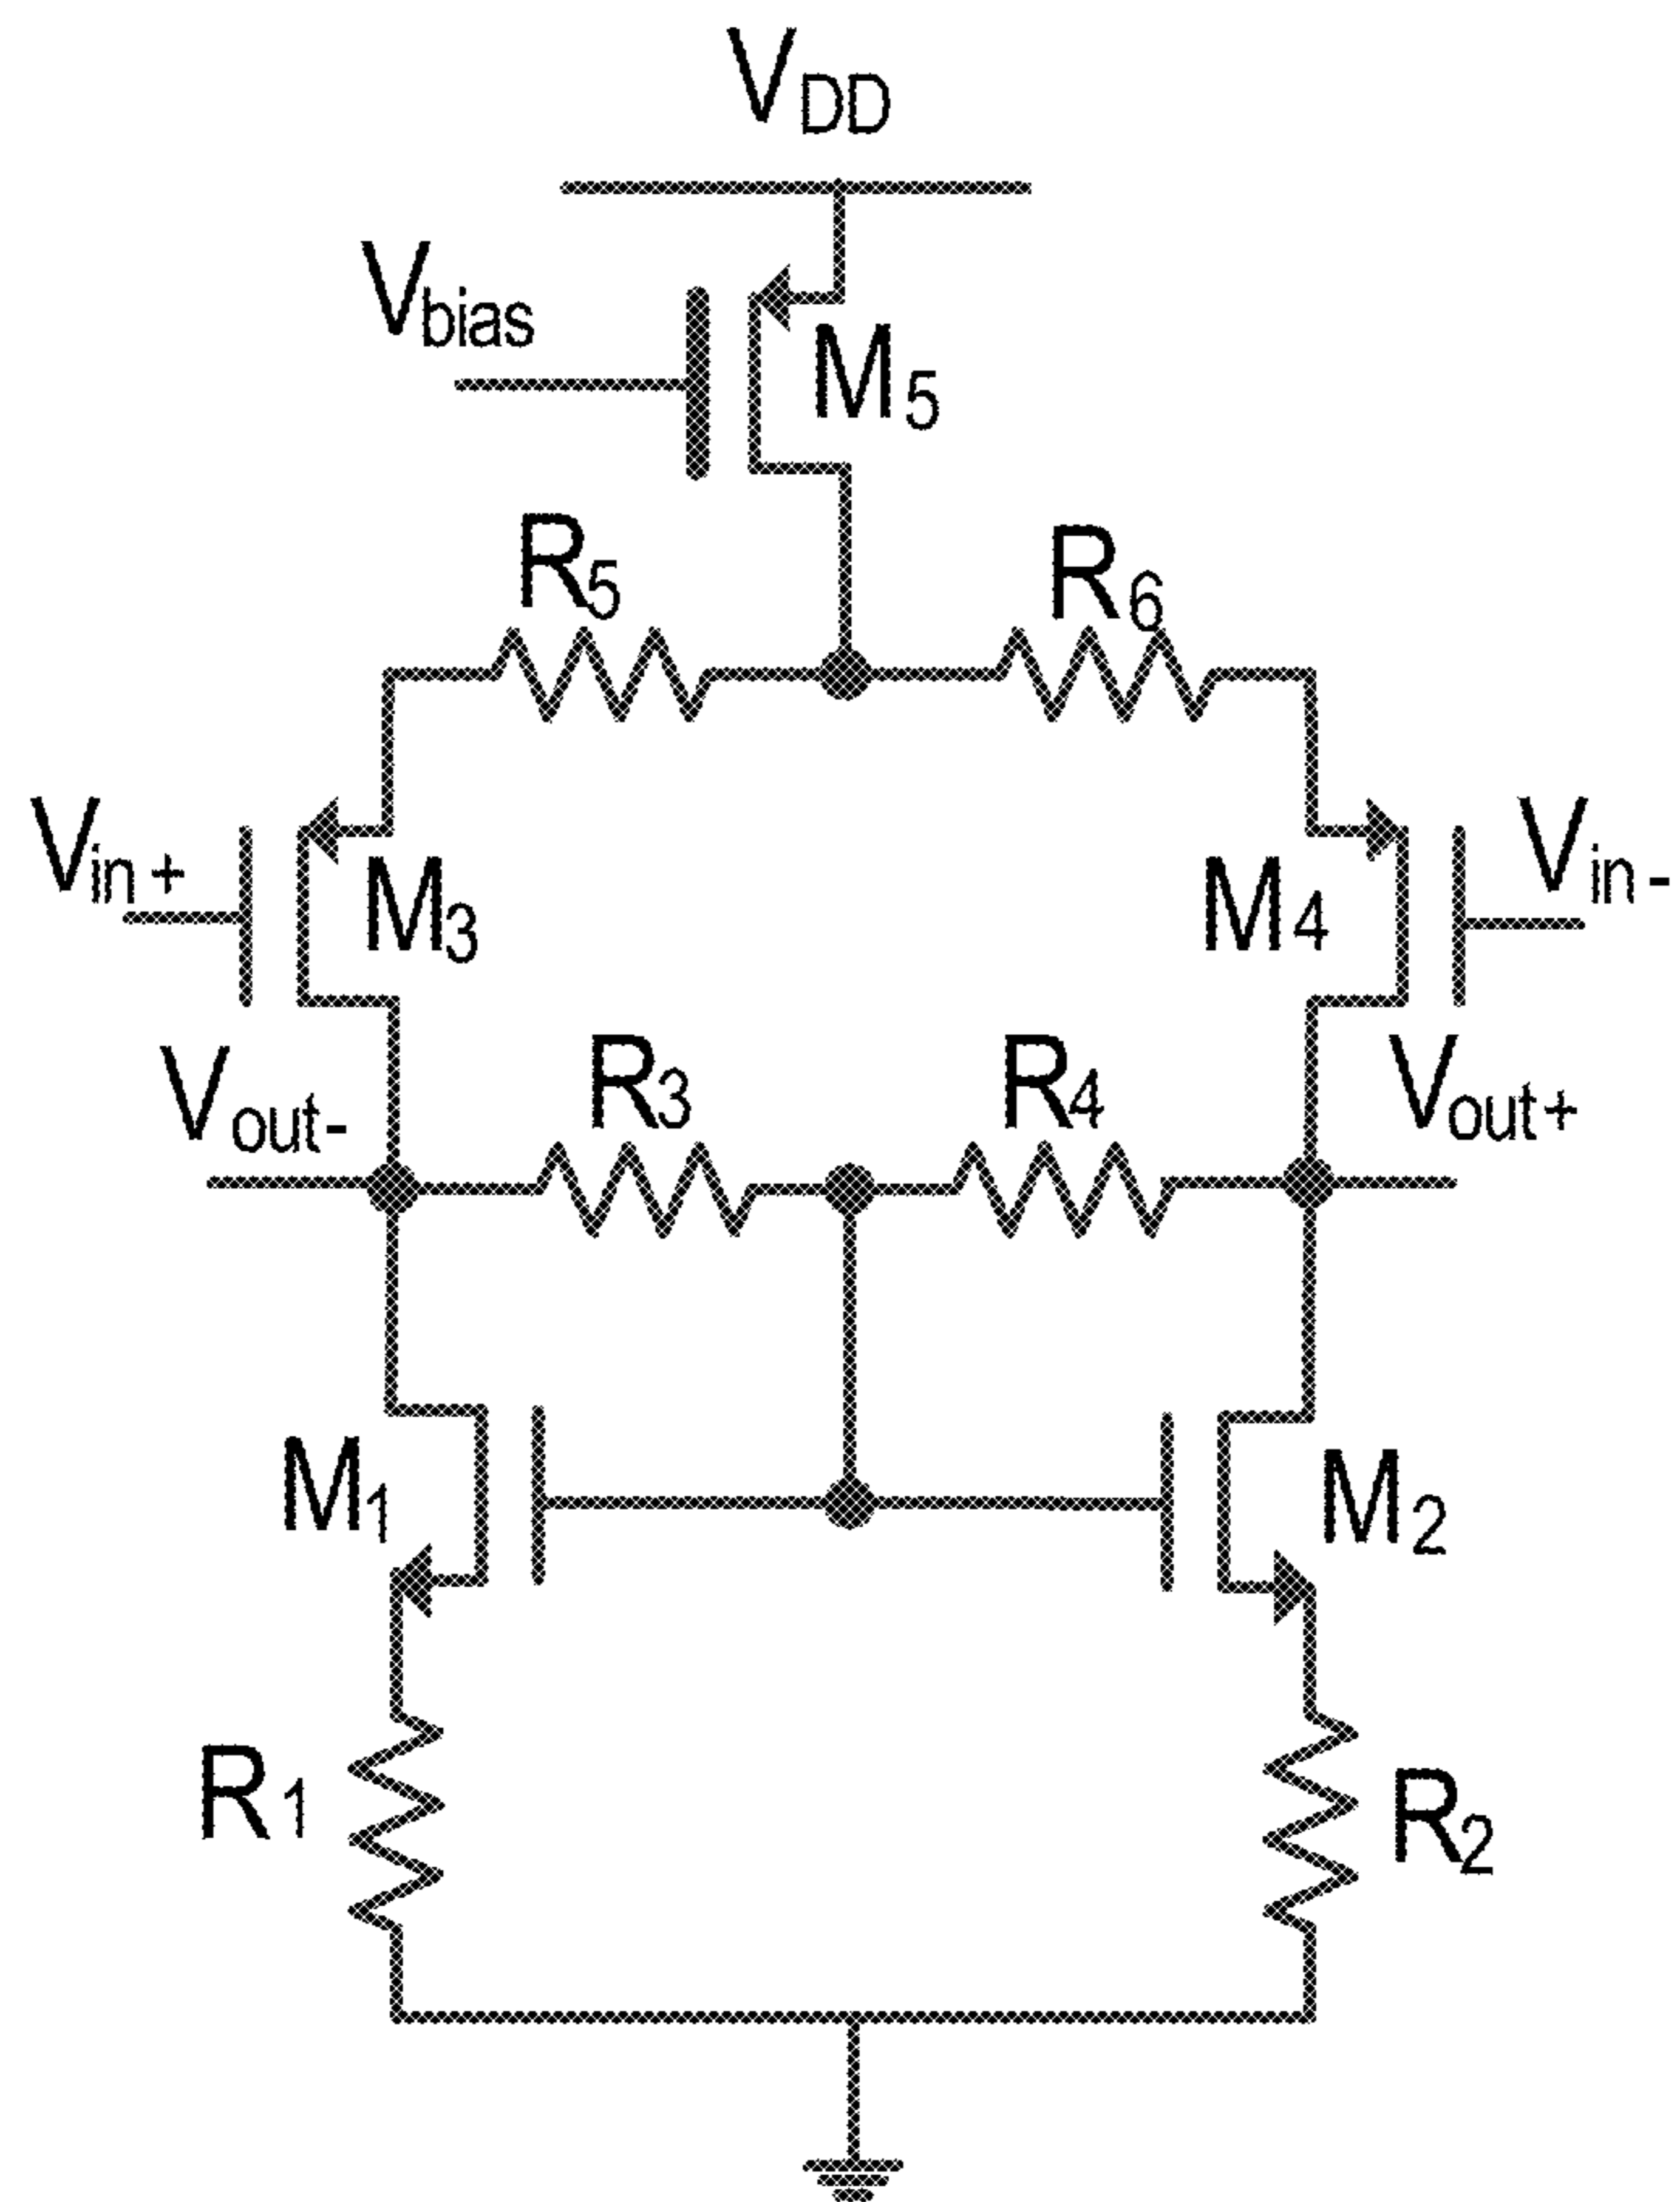 VDD
Vbias
M5
R5
R6
Vin+
M3
M4
Vin-
Vout-
R3
R4
Vout+
M1
M2
R1
R2